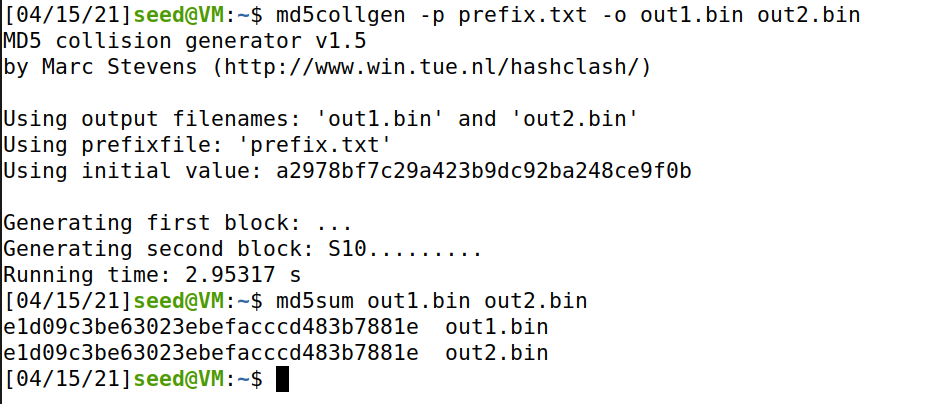 [04/15/21]seed@VM:~$ md5collgen -p prefix.txt -o out1.bin out2.bin
MD5 collision generator v1.5
by Marc Stevens (http://www.win.tue.nl/hashclash/)
Using output filenames: 'out1.bin' and 'out2.bin'
Using prefixfile: 'prefix.txt'
Using initial value: a2978bf7c29a423b9dc92ba248ce9f0b
Generating first block: ...
Generating second block: S10.........
Running time: 2.95317 s
[04/15/21]seed@VM:~$ md5sum out1.bin out2.bin
e1d09c3be63023ebefacccd483b7881e  out1.bin
e1d09c3be63023ebefacccd483b7881e  out2.bin
[04/15/21]seed@VM:~$